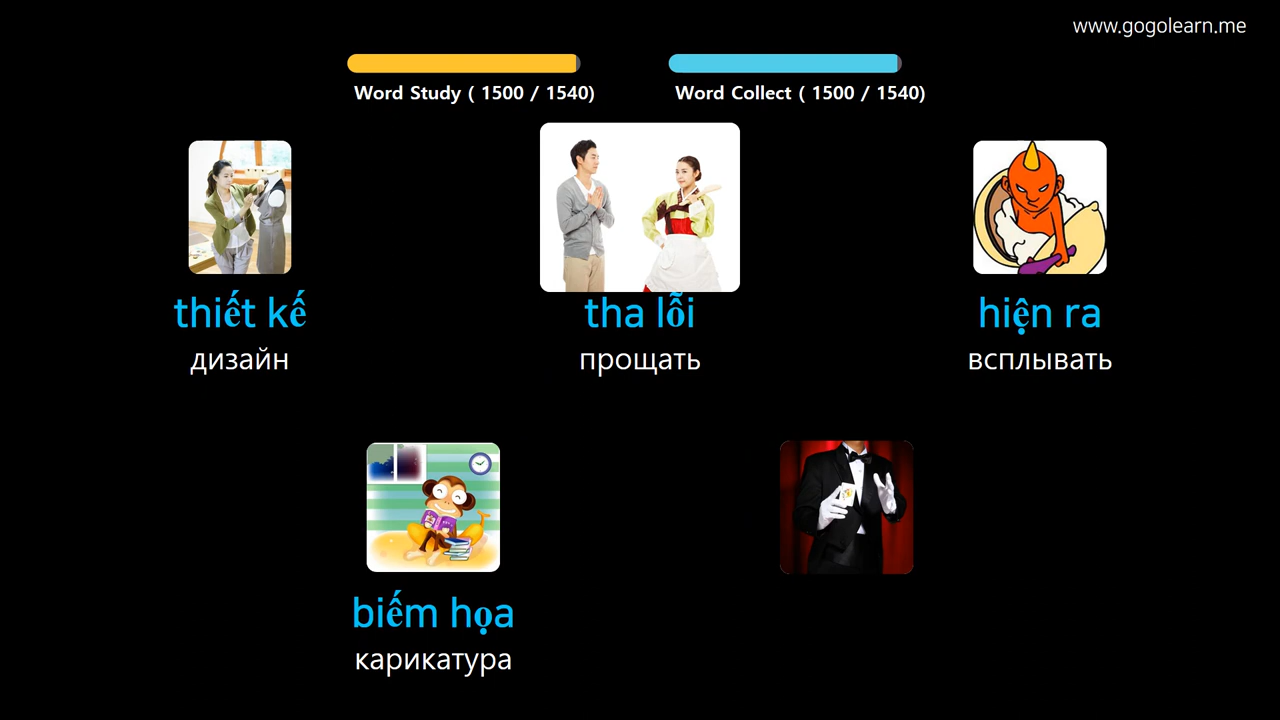 www.gogolearn.me
Word Study ( 1500 / 1540)
Word Collect ( 1500 / 1540)
thiết kế
дизайн
tha lỗi
прощать
hiện ra
всплывать
biếm họa
карикатура